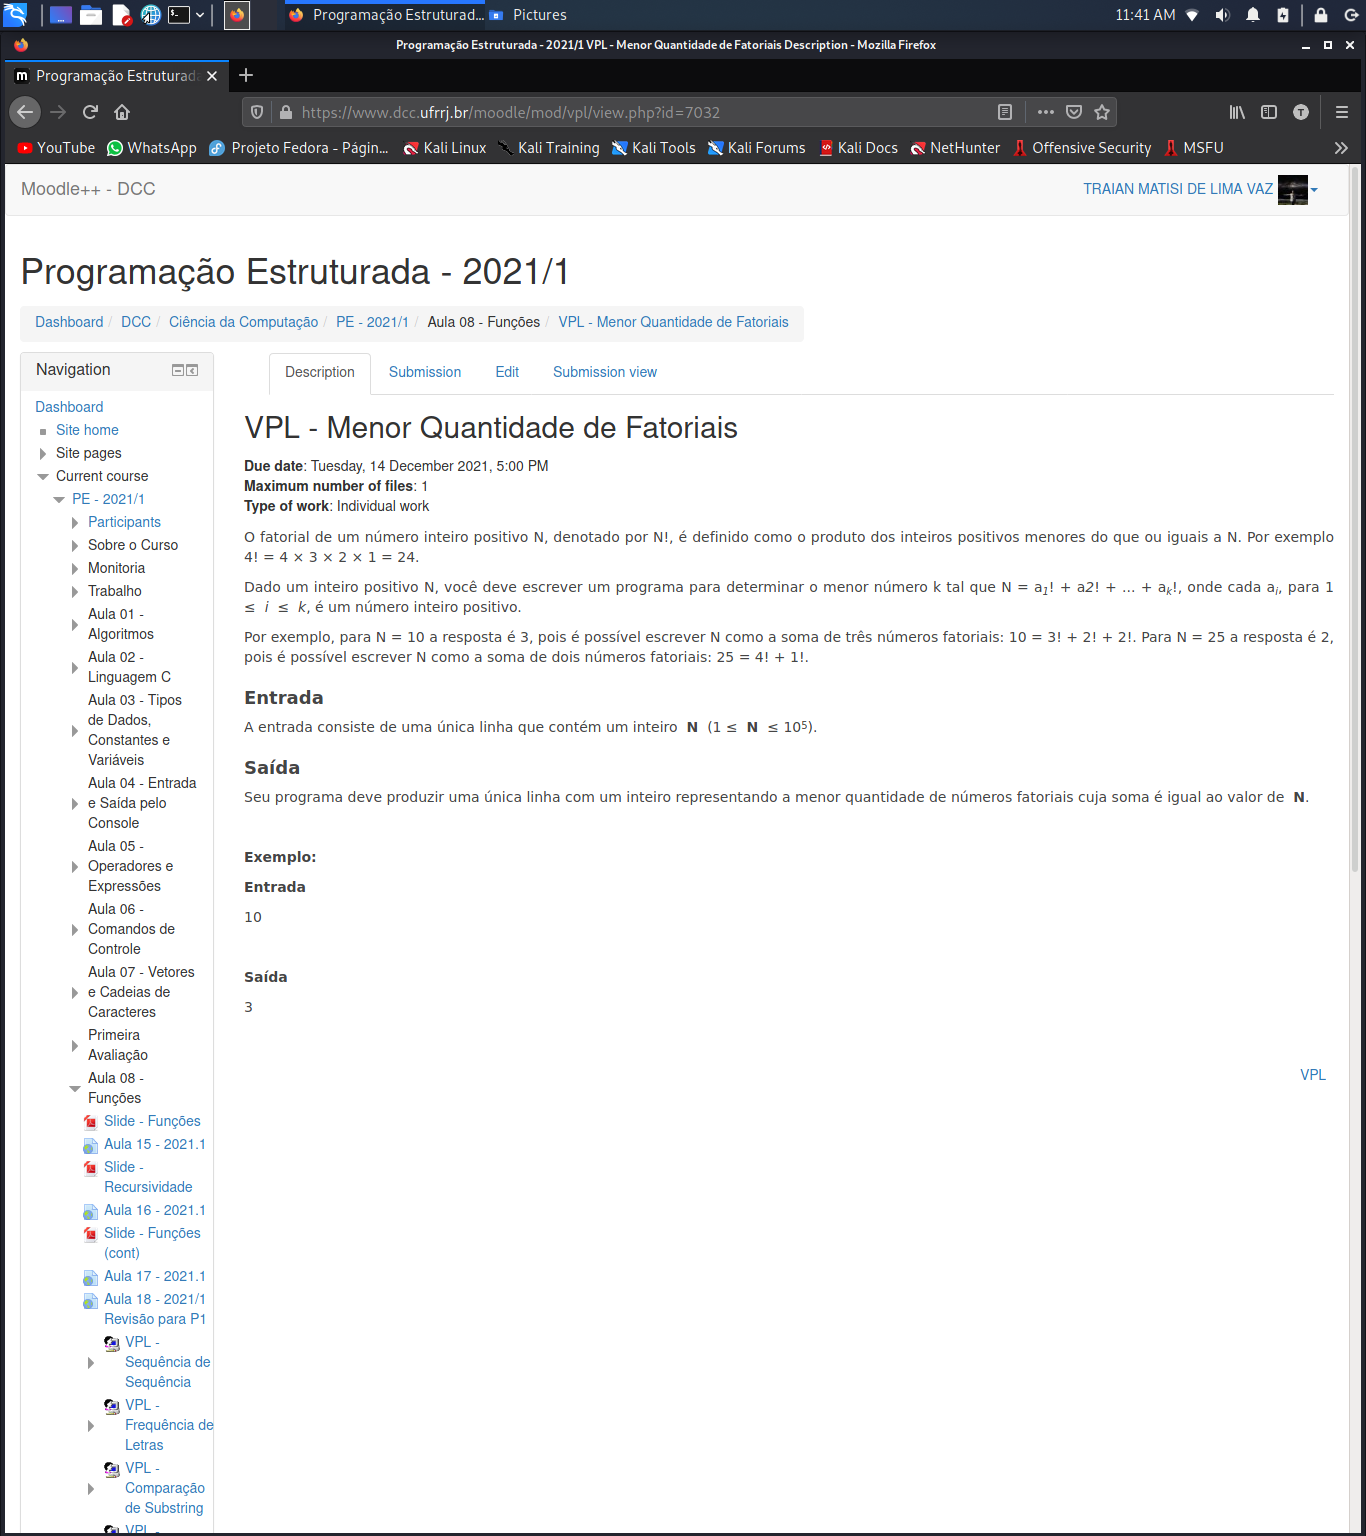 Programação Estruturad...
Pictures
11:41 AM
Programação Estruturada - 2021/1 VPL - Menor Quantidade de Fatoriais Description - Mozilla Firefox
Programação Estruturad
https://www.dcc.ufrrj.br/moodle/mod/vpl/view.php?id=7032
T
YouTube WhatsApp Projeto Fedora - Págin... Kali Linux Kali Training Kali Tools Kali Forums Kali Docs NetHunter Offensive Security MSFU
Moodle++ - DCC
TRAIAN MATISI DE LIMA VAZ
Programação Estruturada - 2021/1
Dashboard / DCC / Ciência da Computação / PE - 2021/1 / Aula 08 - Funções / VPL - Menor Quantidade de Fatoriais
Navigation
Dashboard
Site home
Site pages
Current course
PE - 2021/1
Participants
Sobre o Curso
Monitoria
Trabalho
Aula 01 -
Algoritmos
Aula 02 -
Linguagem C
Aula 03 - Tipos
de Dados,
Constantes e
Variáveis
Aula 04 - Entrada
e Saída pelo
Console
Aula 05 -
Operadores e
Expressões
Aula 06 -
Comandos de
Controle
Aula 07 - Vetores
e Cadeias de
Caracteres
Primeira
Avaliação
Aula 08 -
Funções
Slide - Funções
Aula 15 - 2021.1
Slide -
Recursividade
Aula 16 - 2021.1
Slide - Funções
(cont)
Aula 17 - 2021.1
Aula 18 - 2021/1
Revisão para P1
VPL -
Sequência de
Sequência
VPL -
Frequência de
Letras
VPL -
Comparação
de Substring
VPL -
Description
Submission
Edit
Submission view
VPL - Menor Quantidade de Fatoriais
Due date: Tuesday, 14 December 2021, 5:00 PM
Maximum number of files: 1
Type of work: Individual work
O fatorial de um número inteiro positivo N, denotado por N!, é definido como o produto dos inteiros positivos menores do que ou iguais a N. Por exemplo
4! = 4 × 3 × 2 × 1 = 24.
Dado um inteiro positivo N, você deve escrever um programa para determinar o menor número k tal que N = a1! + a2! + ... + ak!, onde cada ai, para 1
≤ i ≤ k, é um número inteiro positivo.
Por exemplo, para N = 10 a resposta é 3, pois é possível escrever N como a soma de três números fatoriais: 10 = 3! + 2! + 2!. Para N = 25 a resposta é 2,
pois é possível escrever N como a soma de dois números fatoriais: 25 = 4! + 1!.
Entrada
A entrada consiste de uma única linha que contém um inteiro N (1 ≤ N ≤ 10⁵).
Saída
Seu programa deve produzir uma única linha com um inteiro representando a menor quantidade de números fatoriais cuja soma é igual ao valor de N.
Exemplo:
Entrada
10
Saída
3
VPL